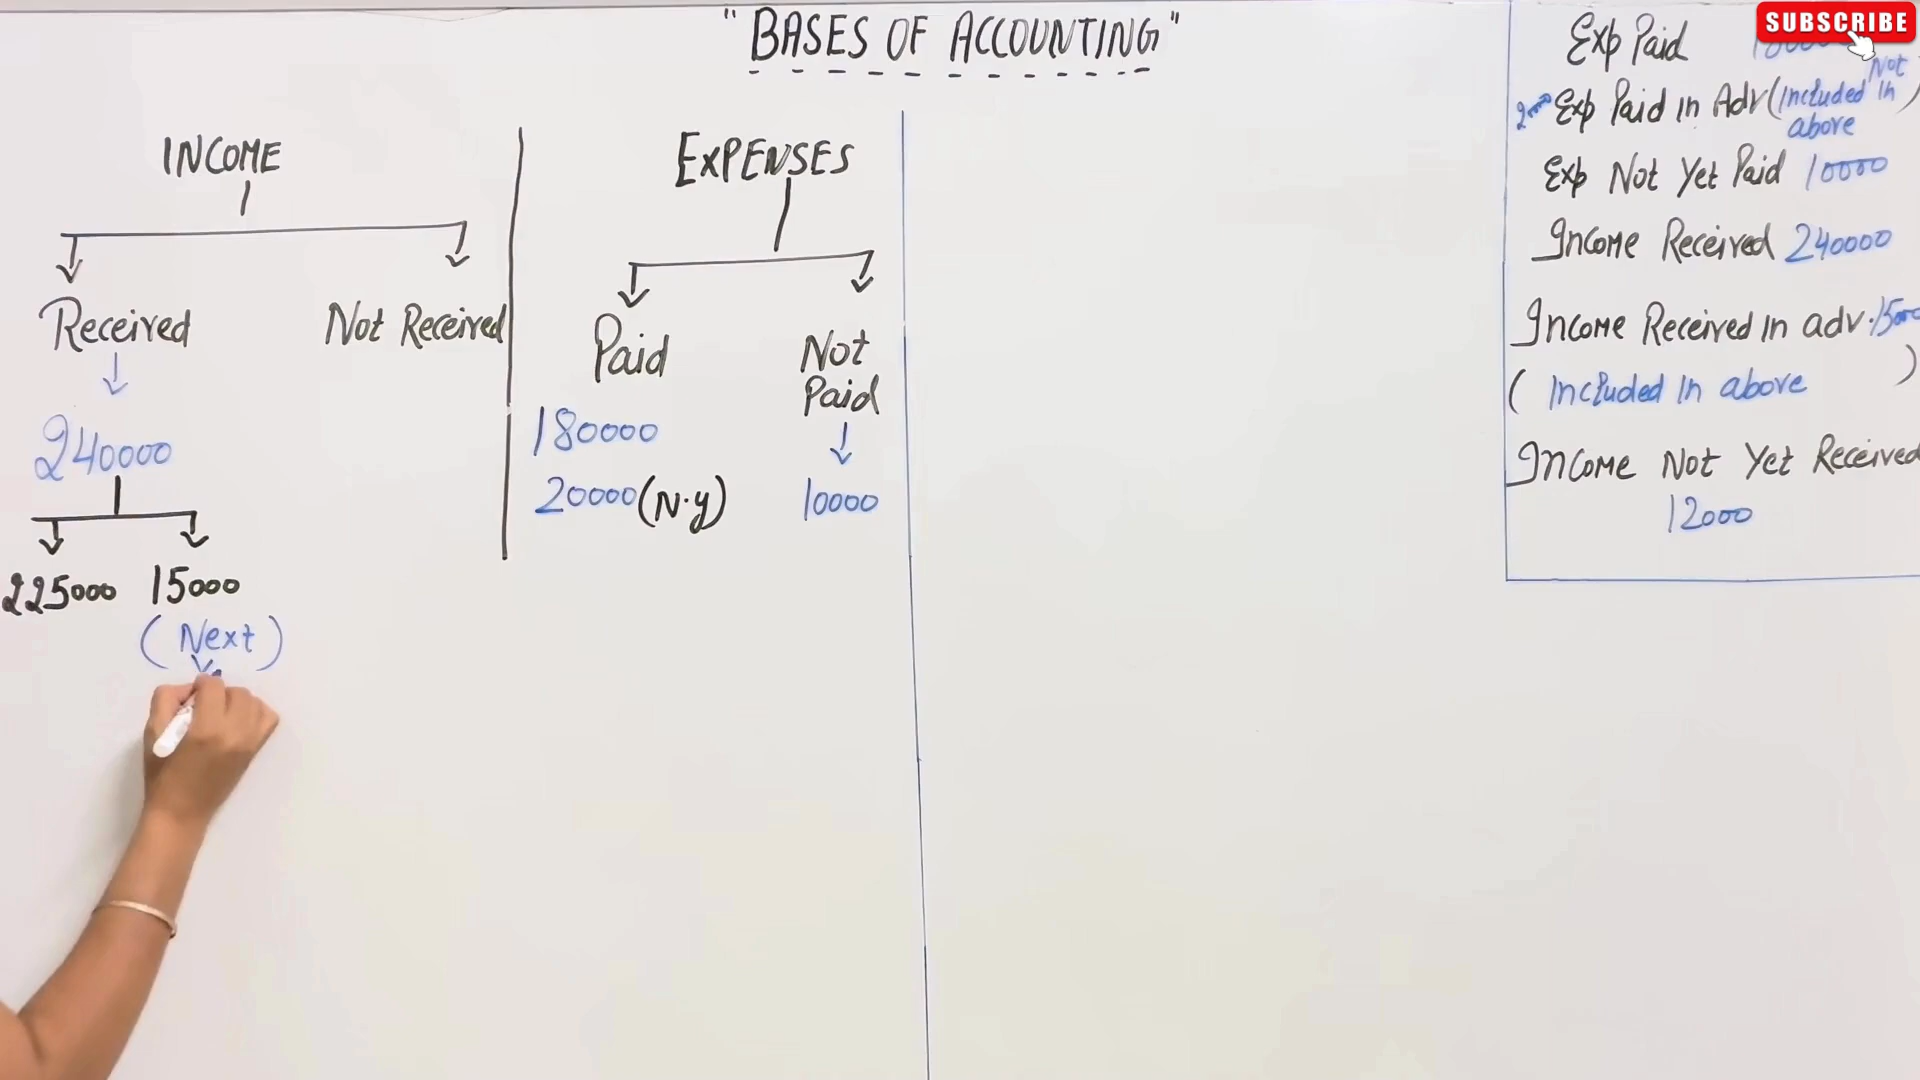 "BASES OF ACCOUNTING"
INCOME
Received
Not Received
240000
225000 15000
(Next)
EXPENSES
Paid
Not
Paid
180000
20000(N.y)
10000
SUBSCRIBE
Exp Paid
Not
Exp Paid In Adv (Included In
above)
Exp Not Yet Paid 10000
Income Received 240000
Income Received In adv. 15000
(Included In above)
Income Not Yet Received
12000